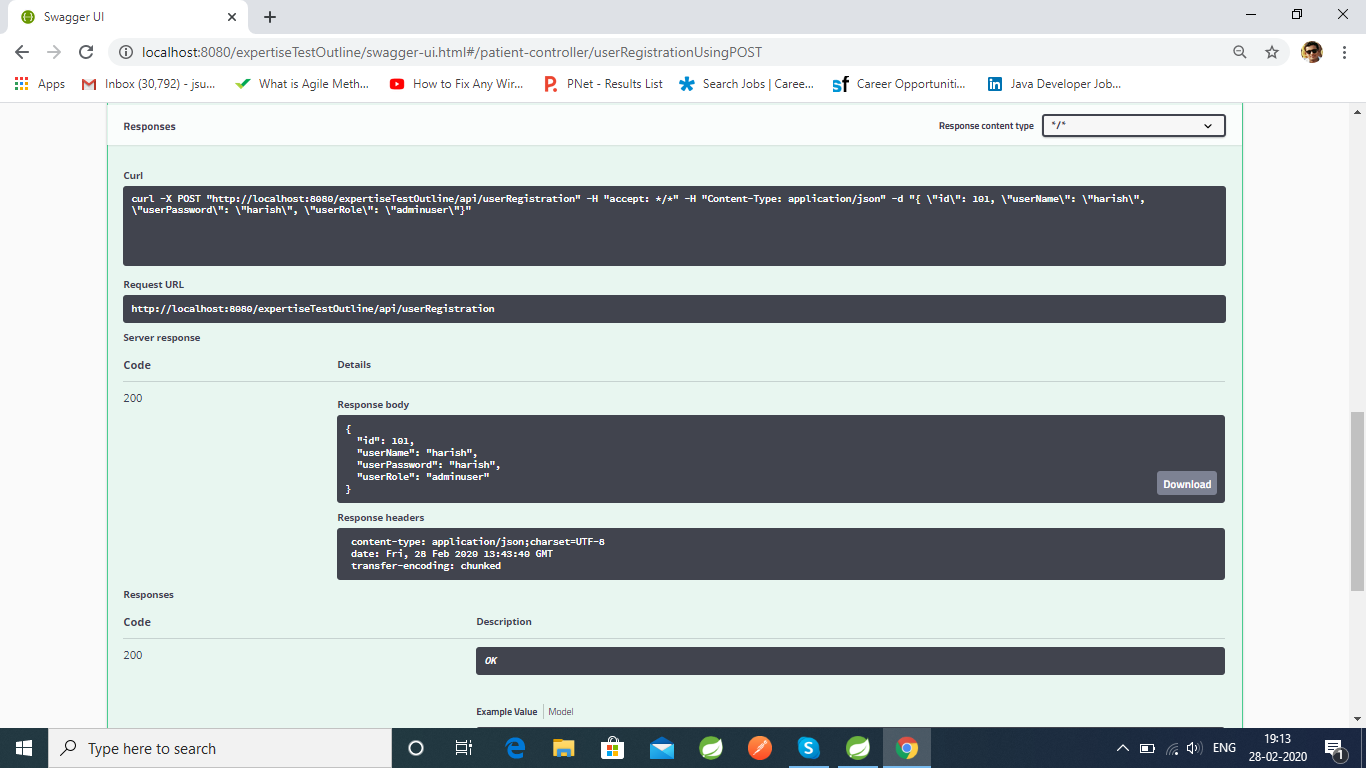 Swagger UI
localhost:8080/expertiseTestOutline/swagger-ui.html#/patient-controller/userRegistrationUsingPOST
Apps
Inbox (30,792) - jsu...
What is Agile Meth...
How to Fix Any Wir...
PNet - Results List
Search Jobs | Caree...
Career Opportuniti...
Java Developer Job...
Responses
Response content type
*/*
Curl
curl -X POST "http://localhost:8080/expertiseTestOutline/api/userRegistration" -H "accept: */*" -H "Content-Type: application/json" -d "{ \"id\": 101, \"userName\": \"harish\",
\"userPassword\": \"harish\", \"userRole\": \"adminuser\"}"
Request URL
http://localhost:8080/expertiseTestOutline/api/userRegistration
Server response
Code
Details
200
Response body
{
"id": 101,
"userName": "harish",
"userPassword": "harish",
"userRole": "adminuser"
}
Download
Response headers
content-type: application/json;charset=UTF-8
date: Fri, 28 Feb 2020 13:43:40 GMT
transfer-encoding: chunked
Responses
Code
Description
200
OK
Example Value
Model
Type here to search
ENG
19:13
28-02-2020
1